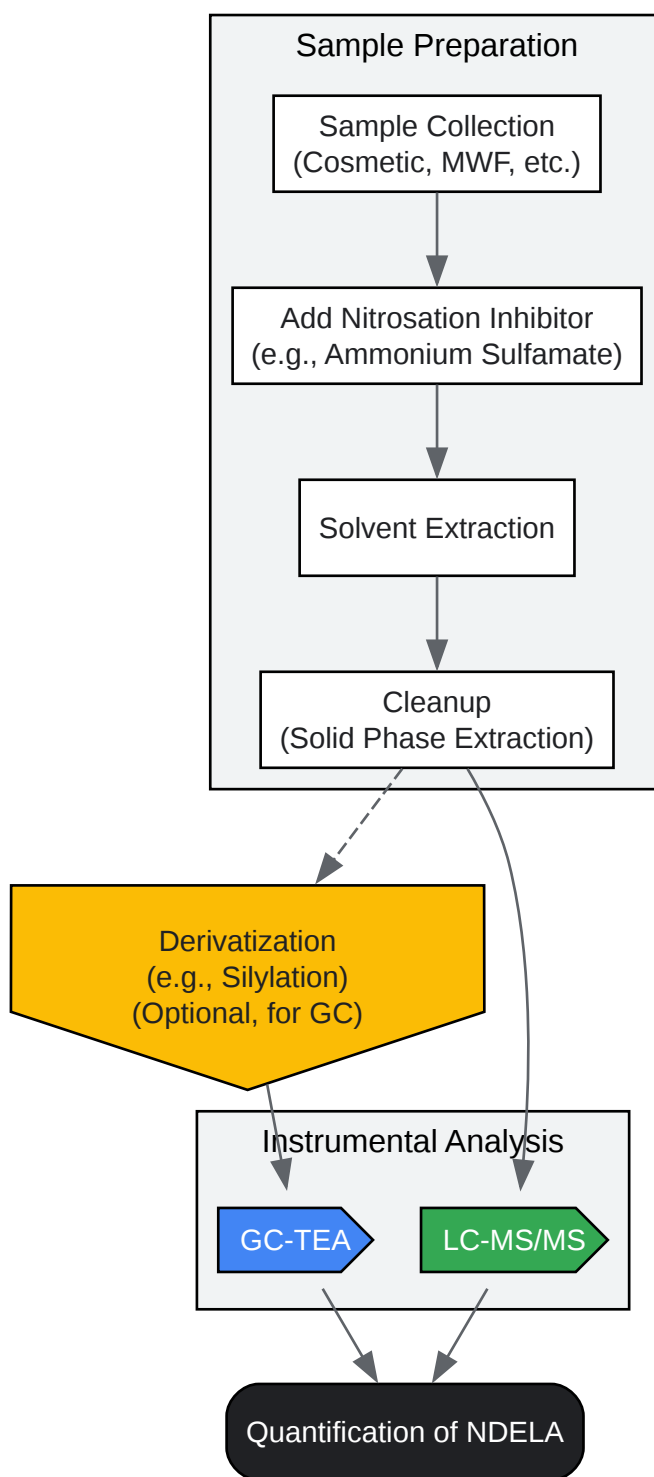 Sample Preparation
Sample Collection
(Cosmetic, MWF, etc.)
Add Nitrosation Inhibitor
(e.g., Ammonium Sulfamate)
Solvent Extraction
Cleanup
(Solid Phase Extraction)
Derivatization
(e.g., Silylation)
(Optional, for GC)
Instrumental Analysis
GC-TEA
LC-MS/MS
Quantification of NDELA